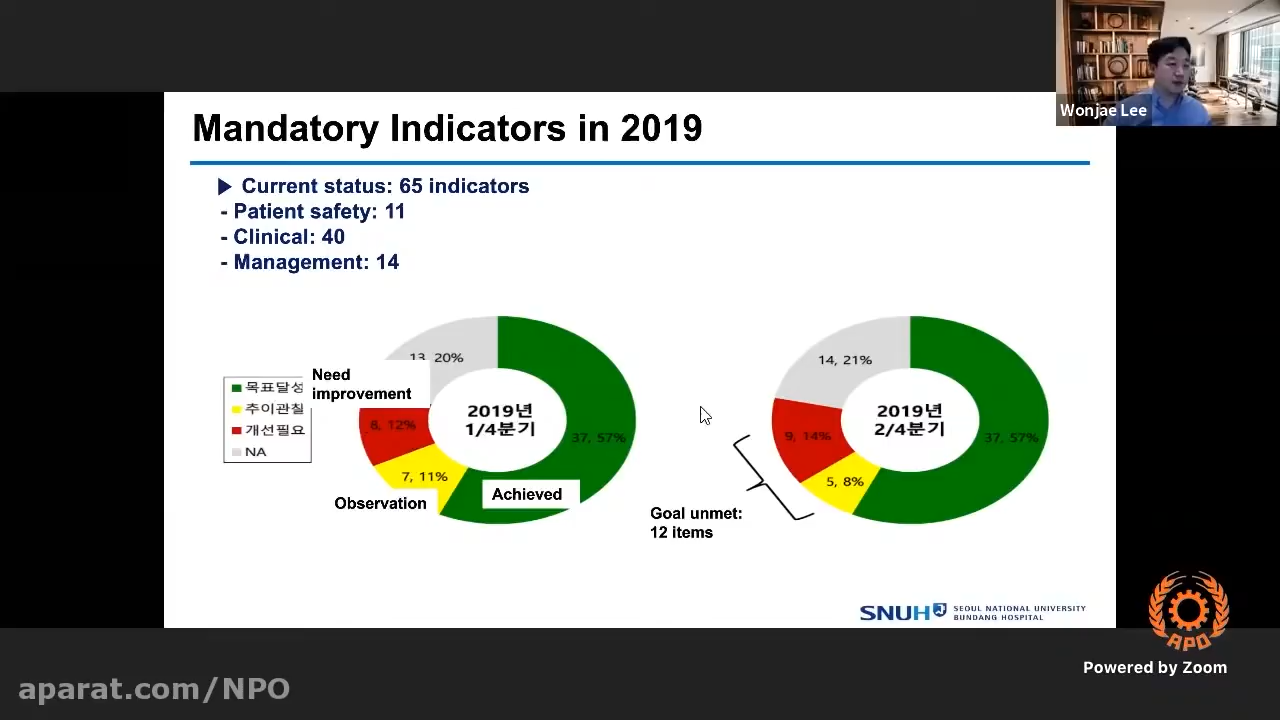 Wonjae Lee
Mandatory Indicators in 2019
▶ Current status: 65 indicators
- Patient safety: 11
- Clinical: 40
- Management: 14
목표달성
추이관찰
개선필요
NA
Need
improvement
13, 20%
8, 12%
7, 11%
37, 57%
2019년
1/4분기
Observation
Achieved
14, 21%
9, 14%
5, 8%
37, 57%
2019년
2/4분기
Goal unmet:
12 items
SNUH
SEOUL NATIONAL UNIVERSITY
BUNDANG HOSPITAL
APO
Powered by Zoom
aparat.com/NPO